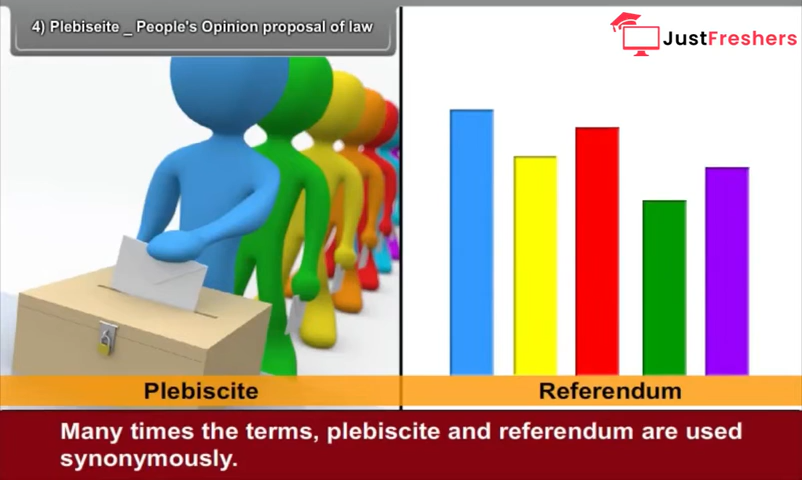 4) Plebiseite _ People's Opinion proposal of law
JustFreshers
Plebiscite
Referendum
Many times the terms, plebiscite and referendum are used
synonymously.